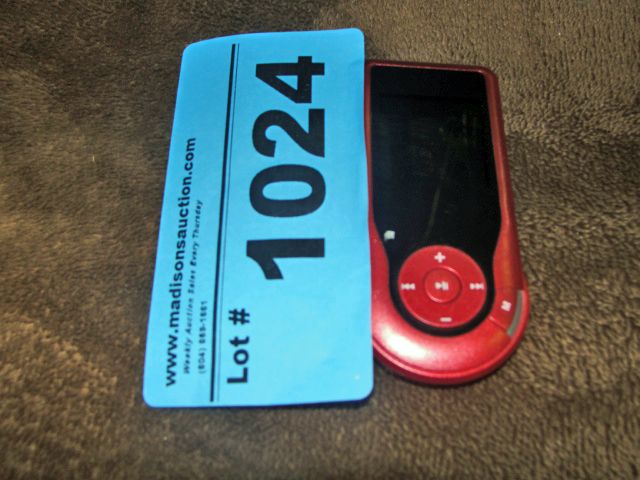 www.madisonsauction.com
Weekly Auction Sales Every Thursday
Lot #
1024
M